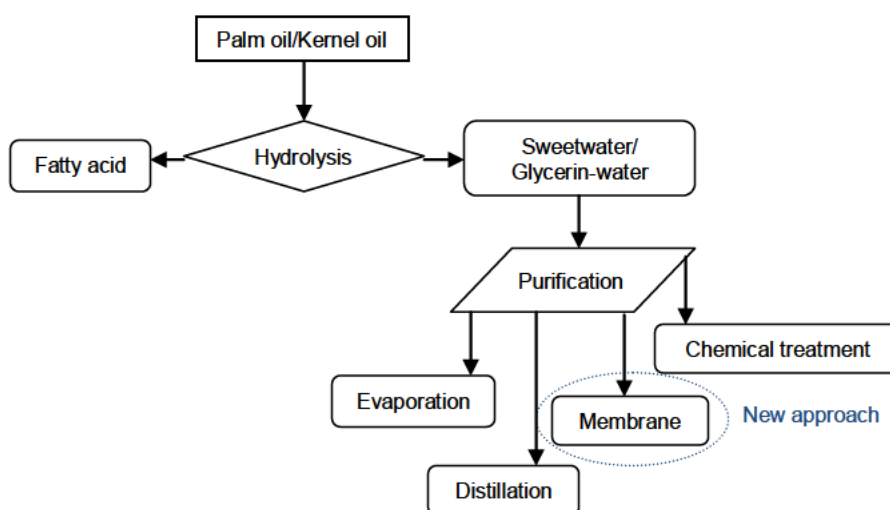 Palm oil/Kernel oil
Fatty acid
Hydrolysis
Sweetwater/
Glycerin-water
Purification
Chemical treatment
Evaporation
Membrane
New approach
Distillation